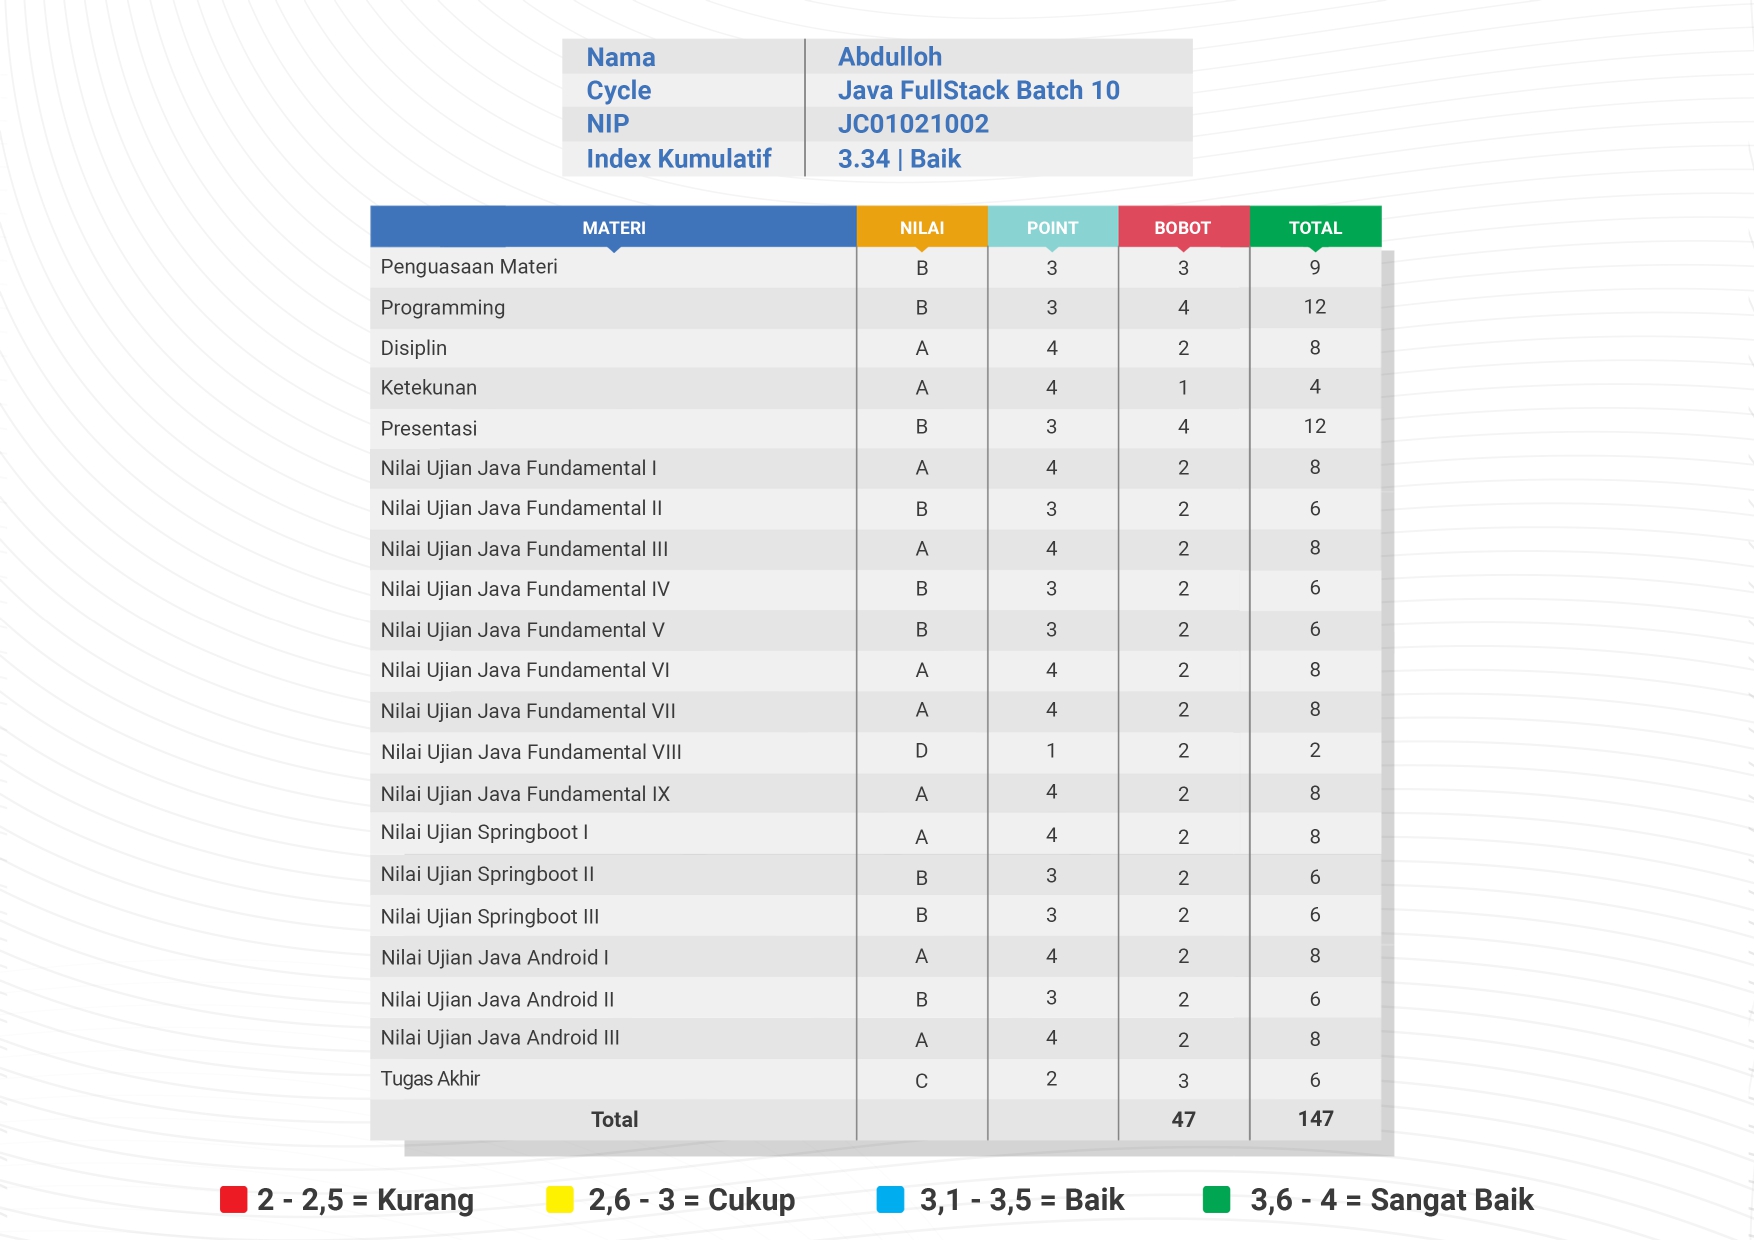 Nama Abdulloh
Cycle Java FullStack Batch 10
NIP JC01021002
Index Kumulatif 3.34 | Baik
MATERI NILAI POINT BOBOT TOTAL
Penguasaan Materi B 3 3 9
Programming B 3 4 12
Disiplin A 4 2 8
Ketekunan A 4 1 4
Presentasi B 3 4 12
Nilai Ujian Java Fundamental I A 4 2 8
Nilai Ujian Java Fundamental II B 3 2 6
Nilai Ujian Java Fundamental III A 4 2 8
Nilai Ujian Java Fundamental IV B 3 2 6
Nilai Ujian Java Fundamental V B 3 2 6
Nilai Ujian Java Fundamental VI A 4 2 8
Nilai Ujian Java Fundamental VII A 4 2 8
Nilai Ujian Java Fundamental VIII D 1 2 2
Nilai Ujian Java Fundamental IX A 4 2 8
Nilai Ujian Springboot I A 4 2 8
Nilai Ujian Springboot II B 3 2 6
Nilai Ujian Springboot III B 3 2 6
Nilai Ujian Java Android I A 4 2 8
Nilai Ujian Java Android II B 3 2 6
Nilai Ujian Java Android III A 4 2 8
Tugas Akhir C 2 3 6
Total 47 147
2 - 2,5 = Kurang 2,6 - 3 = Cukup 3,1 - 3,5 = Baik 3,6 - 4 = Sangat Baik